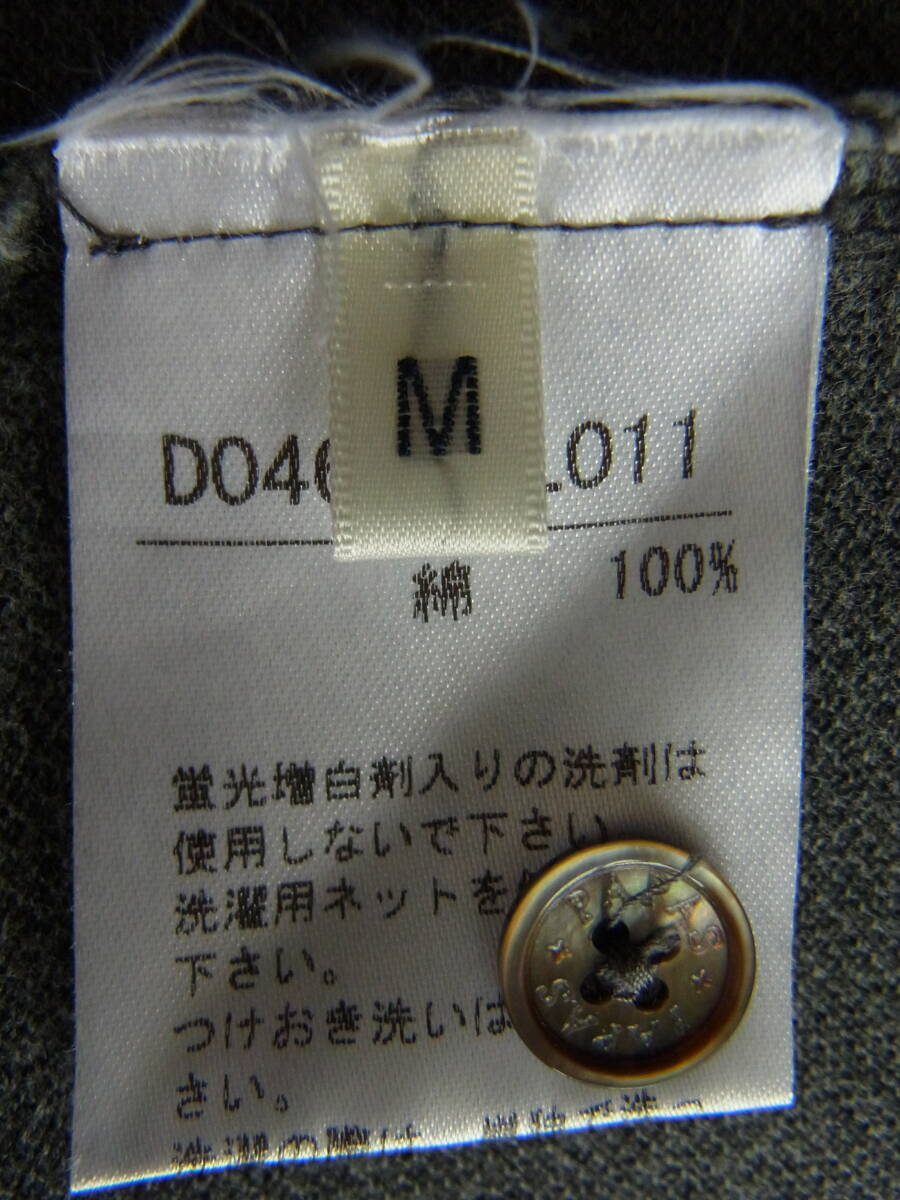 M
D04
L011
綿 100%
蛍光増白剤入りの洗剤は
使用しないで下さい
洗濯用ネットを
下さい。
つけおき洗いは
さい。
PAPAS
PAPAS